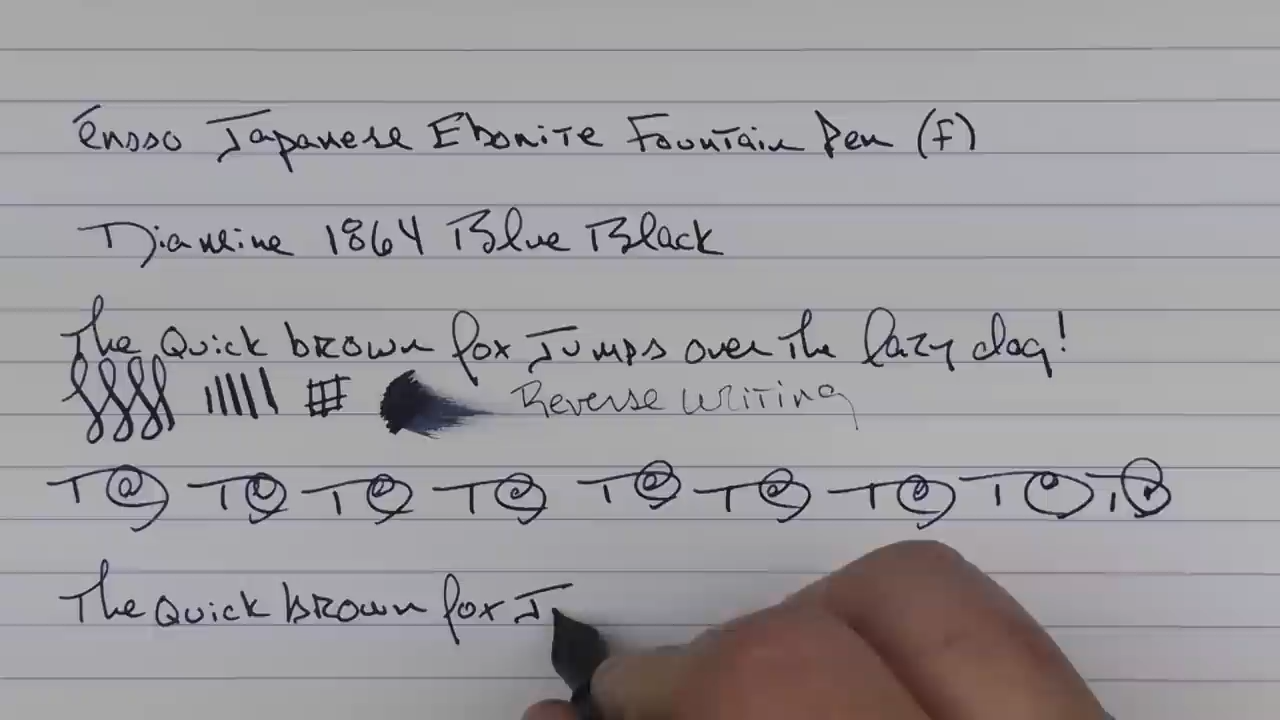 Ensso Japanese Ebonite Fountain Pen (F)
Diamine 1864 Blue Black
The Quick brown fox Jumps over The lazy dog!
Reverse writing
The Quick brown fox J